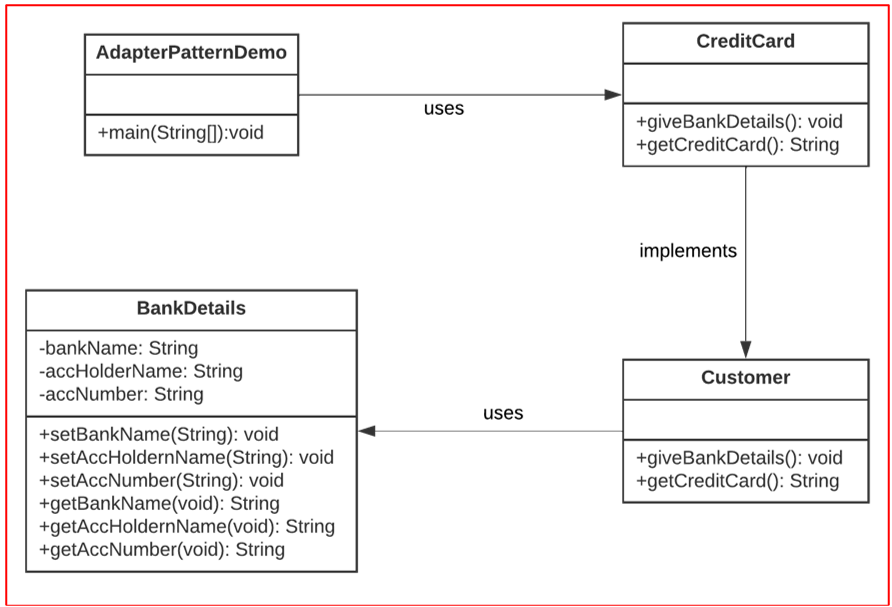 AdapterPatternDemo
+main(String[]):void
uses
CreditCard
+giveBankDetails(): void
+getCreditCard(): String
implements
BankDetails
-bankName: String
-accHolderName: String
-accNumber: String
+setBankName(String): void
+setAccHoldernName(String): void
+setAccNumber(String): void
+getBankName(void): String
+getAccHoldernName(void): String
+getAccNumber(void): String
uses
Customer
+giveBankDetails(): void
+getCreditCard(): String